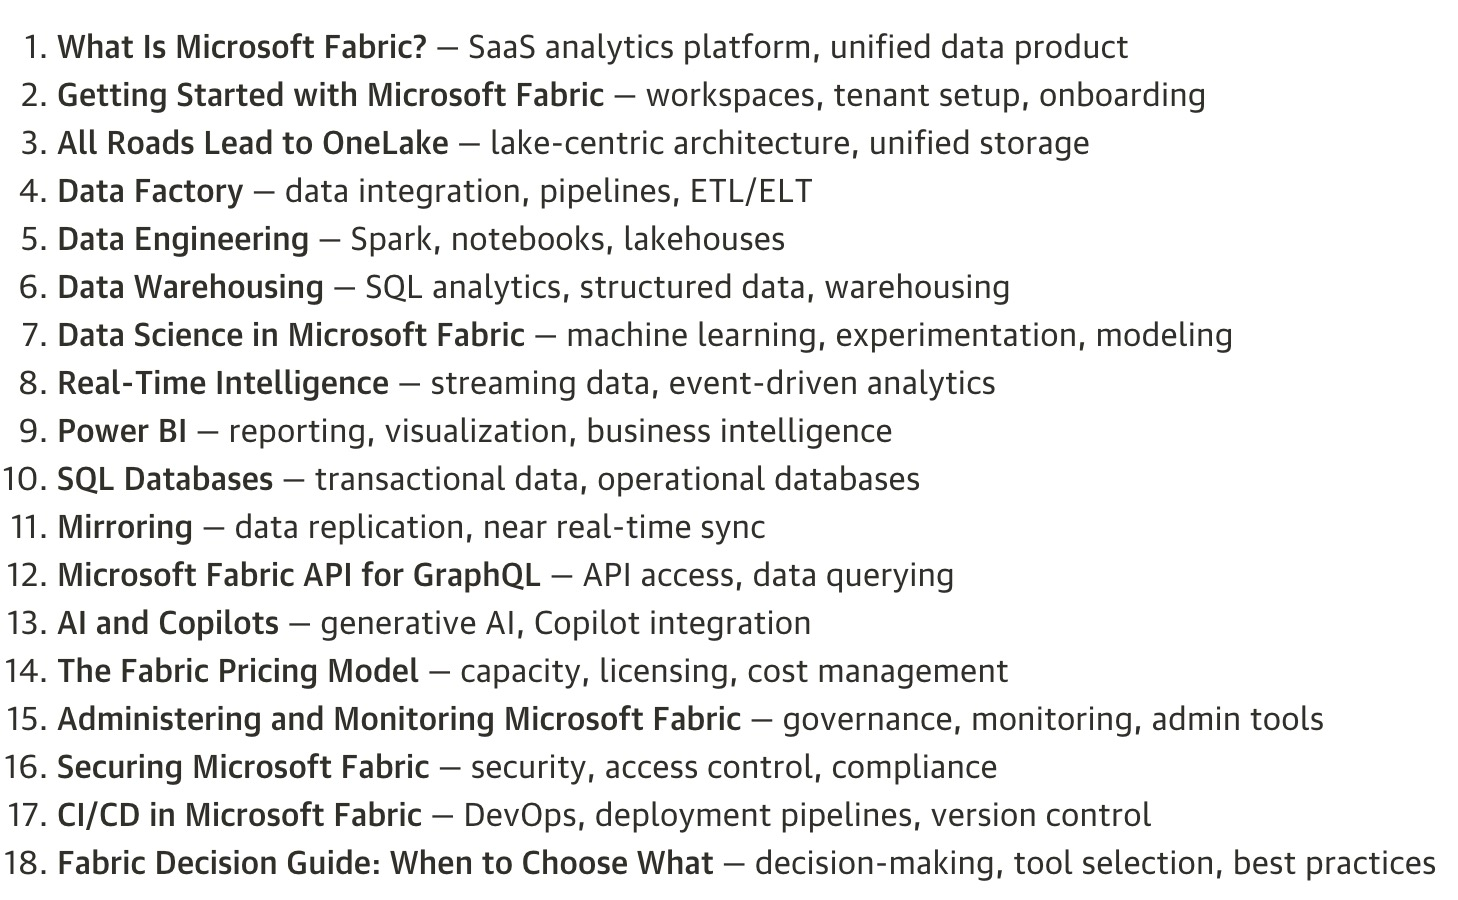 1. What Is Microsoft Fabric? — SaaS analytics platform, unified data product
2. Getting Started with Microsoft Fabric — workspaces, tenant setup, onboarding
3. All Roads Lead to OneLake — lake-centric architecture, unified storage
4. Data Factory — data integration, pipelines, ETL/ELT
5. Data Engineering — Spark, notebooks, lakehouses
6. Data Warehousing — SQL analytics, structured data, warehousing
7. Data Science in Microsoft Fabric — machine learning, experimentation, modeling
8. Real-Time Intelligence — streaming data, event-driven analytics
9. Power BI — reporting, visualization, business intelligence
10. SQL Databases — transactional data, operational databases
11. Mirroring — data replication, near real-time sync
12. Microsoft Fabric API for GraphQL — API access, data querying
13. AI and Copilots — generative AI, Copilot integration
14. The Fabric Pricing Model — capacity, licensing, cost management
15. Administering and Monitoring Microsoft Fabric — governance, monitoring, admin tools
16. Securing Microsoft Fabric — security, access control, compliance
17. CI/CD in Microsoft Fabric — DevOps, deployment pipelines, version control
18. Fabric Decision Guide: When to Choose What — decision-making, tool selection, best practices